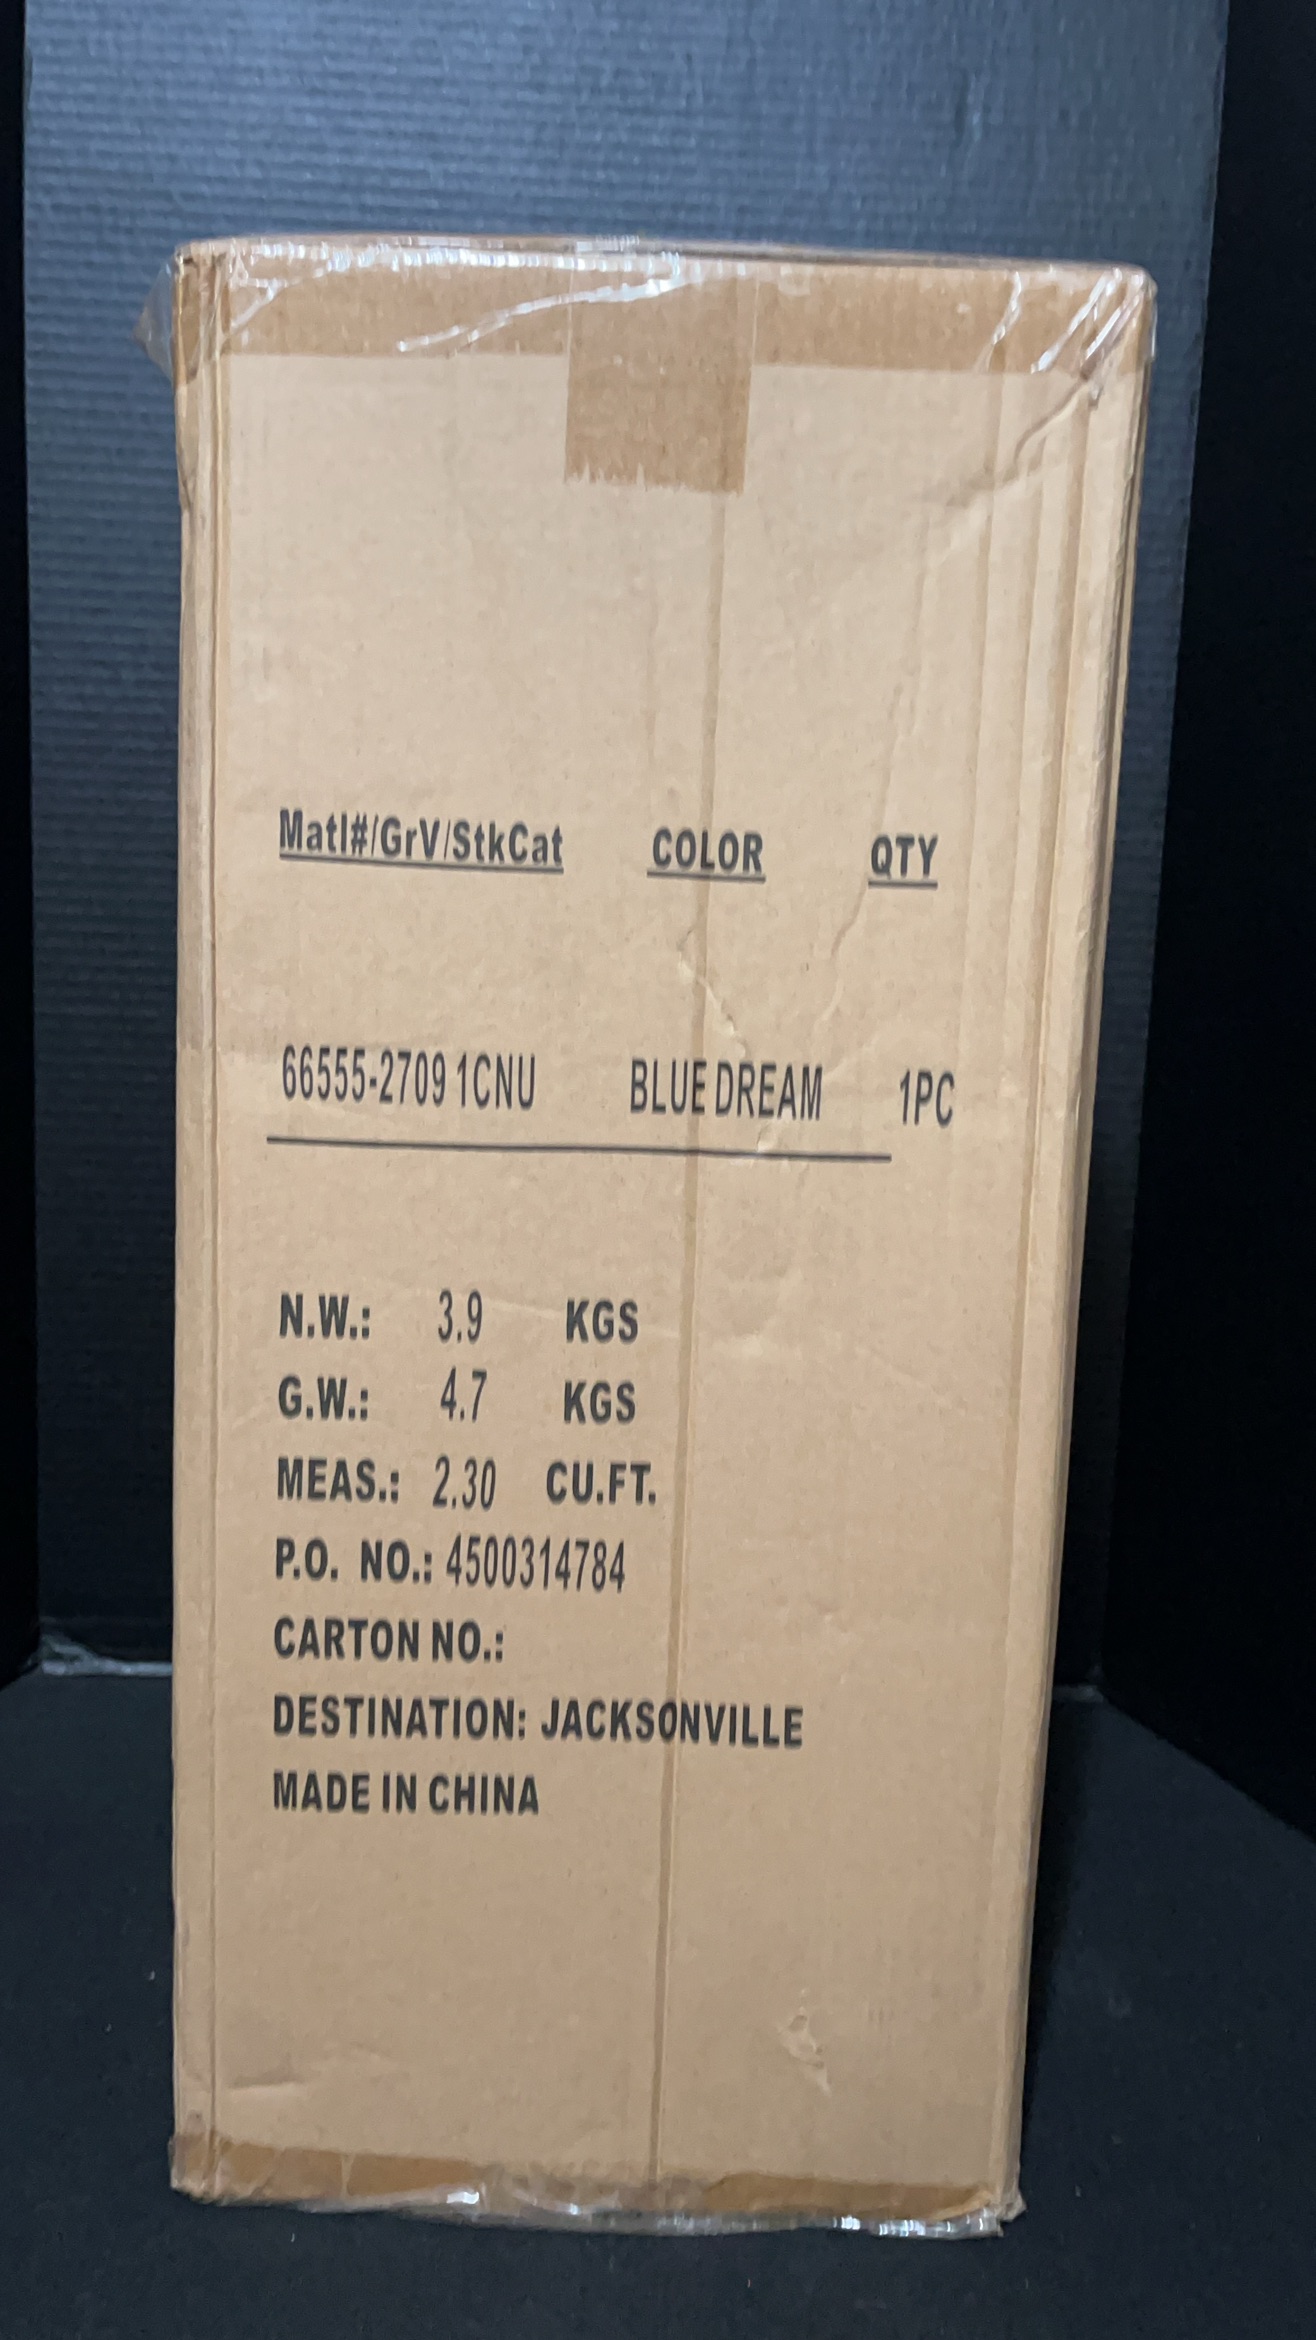 Matl#/GrV/StkCat COLOR QTY
66555-2709 1CNU BLUE DREAM 1PC
N.W.: 3.9 KGS
G.W.: 4.7 KGS
MEAS.: 2.30 CU.FT.
P.O. NO.: 4500314784
CARTON NO.:
DESTINATION: JACKSONVILLE
MADE IN CHINA